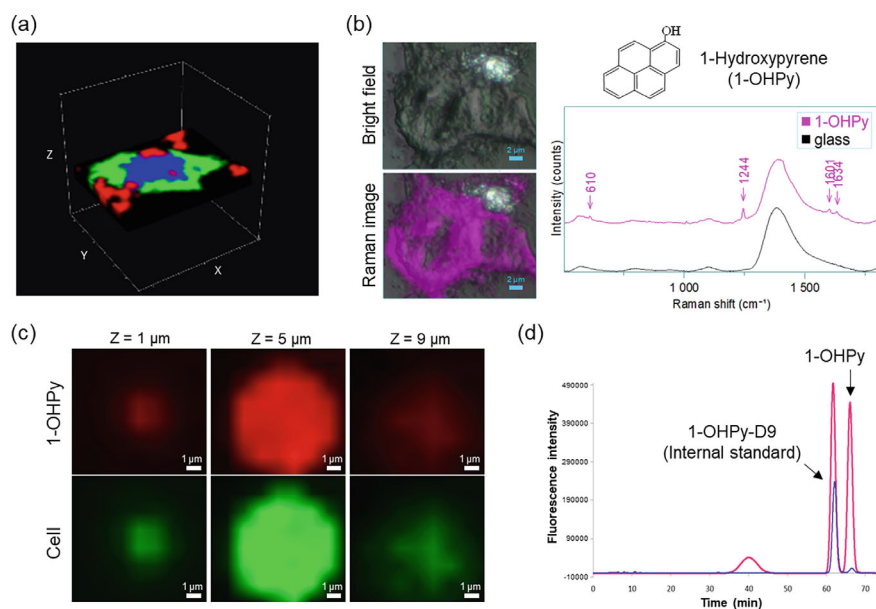 (a)
Z
Y
X
(b)
Bright field
2 µm
Raman image
2 µm
OH
1-Hydroxypyrene
(1-OHPy)
Intensity (counts)
1-OHPy
glass
610
1244
1601
1634
1 000
1 500
Raman shift (cm⁻¹)
(c)
Z = 1 µm
Z = 5 µm
Z = 9 µm
1-OHPy
1 µm
1 µm
1 µm
Cell
1 µm
1 µm
1 µm
(d)
1-OHPy
1-OHPy-D9
(Internal standard)
Fluorescence intensity
490000
390000
290000
190000
90000
-10000
0
10
20
30
40
50
60
70
Time (min)